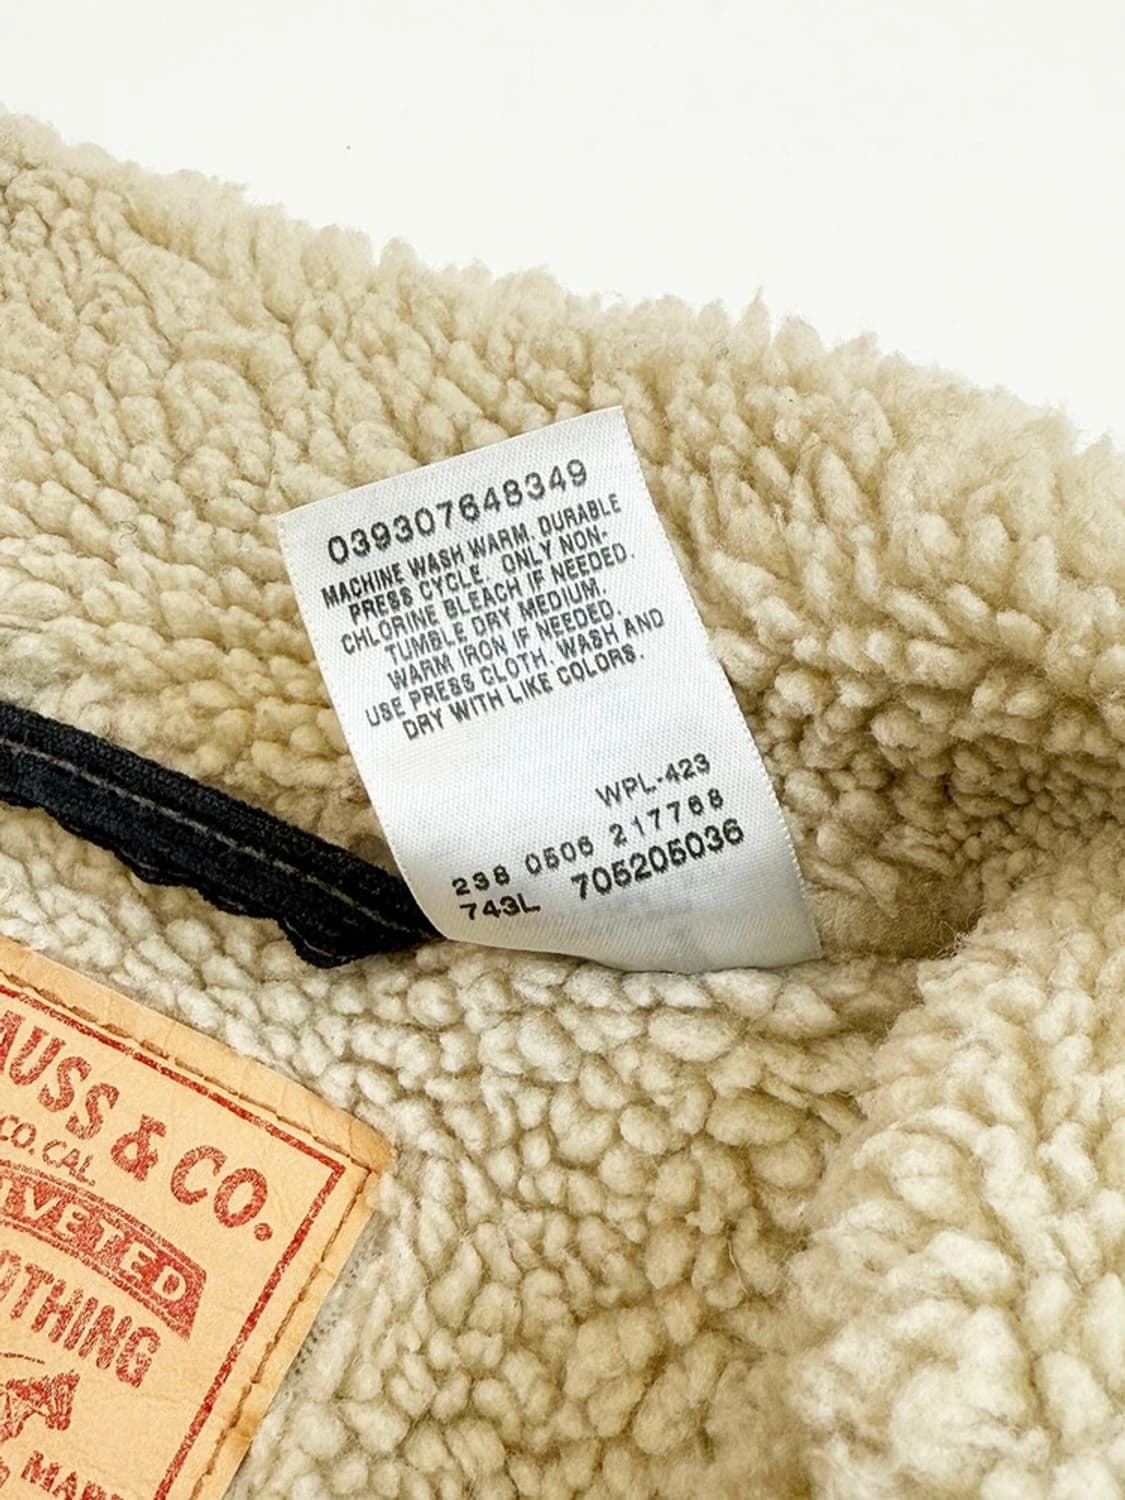 039307648349
MACHINE WASH WARM. DURABLE
PRESS CYCLE. ONLY NON-
CHLORINE BLEACH IF NEEDED.
TUMBLE DRY MEDIUM.
WARM IRON IF NEEDED.
USE PRESS CLOTH. WASH AND
DRY WITH LIKE COLORS.
WPL-423
238 0506 217768
743L 705205036
AUSS & CO.
CO. CAL.
VETED
OTHING
MAR